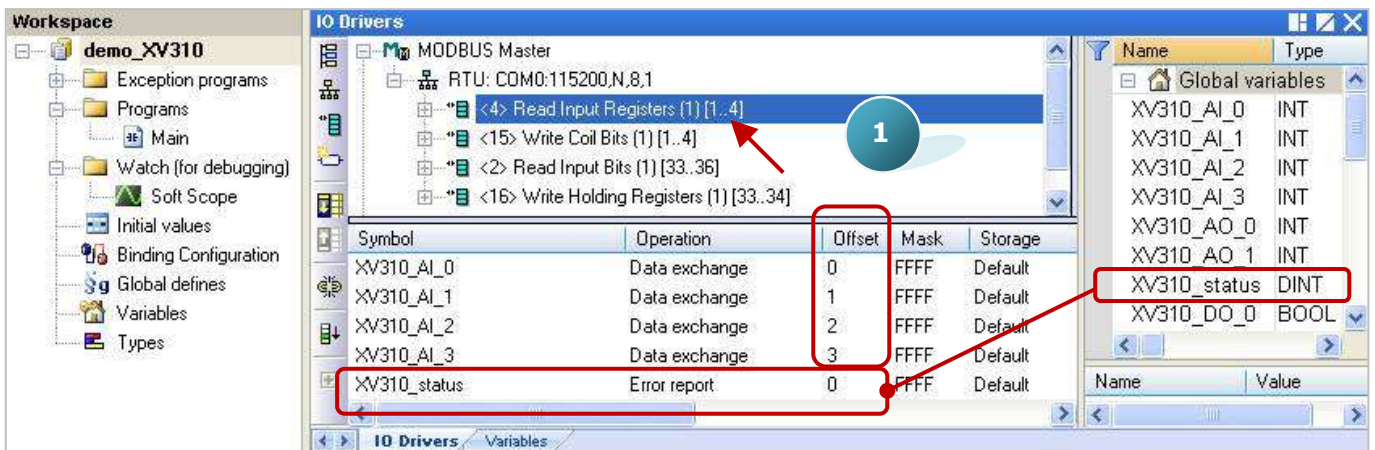 Workspace
demo_XV310
Exception programs
Programs
Main
Watch (for debugging)
Soft Scope
Initial values
Binding Configuration
Global defines
Variables
Types
IO Drivers
MODBUS Master
RTU: COM0:115200,N,8,1
<4> Read Input Registers (1) [1..4]
<15> Write Coil Bits (1) [1..4]
<2> Read Input Bits (1) [33..36]
<16> Write Holding Registers (1) [33..34]
1
Symbol Operation Offset Mask Storage
XV310_AI_0 Data exchange 0 FFFF Default
XV310_AI_1 Data exchange 1 FFFF Default
XV310_AI_2 Data exchange 2 FFFF Default
XV310_AI_3 Data exchange 3 FFFF Default
XV310_status Error report 0 FFFF Default
IO Drivers Variables
Name Type
Global variables
XV310_AI_0 INT
XV310_AI_1 INT
XV310_AI_2 INT
XV310_AI_3 INT
XV310_AO_0 INT
XV310_AO_1 INT
XV310_status DINT
XV310_DO_0 BOOL
Name Value